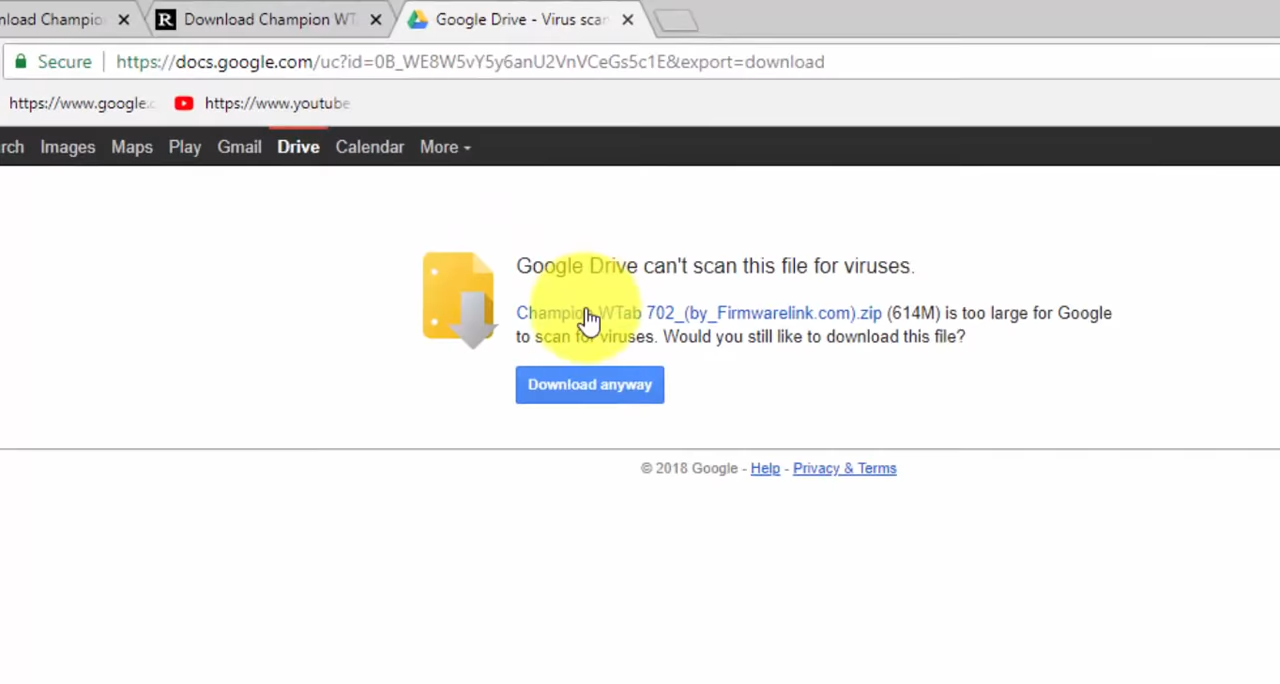 nload Champio
R Download Champion WT
Google Drive - Virus scan
Secure https://docs.google.com/uc?id=0B_WE8W5vY5y6anU2VnVCeGs5c1E&export=download
https://www.google.c
https://www.youtube
rch Images Maps Play Gmail Drive Calendar More
Google Drive can't scan this file for viruses.
Champion WTab 702_(by_Firmwarelink.com).zip (614M) is too large for Google
to scan for viruses. Would you still like to download this file?
Download anyway
© 2018 Google - Help - Privacy & Terms